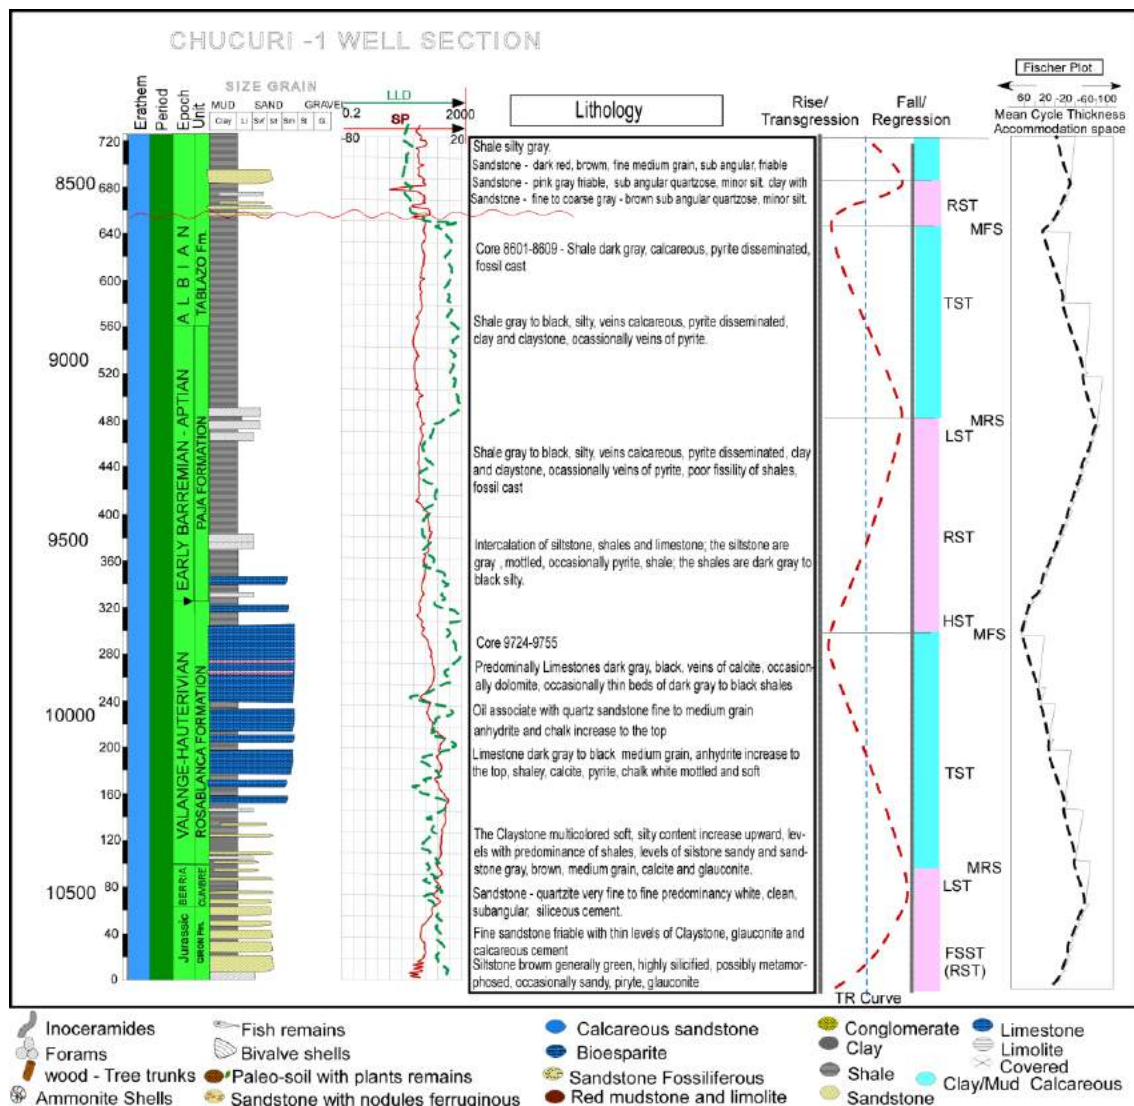 CHUCURi -1 WELL SECTION
SIZE GRAIN
Erathem
Period
Epoch
Unit
MUD SAND GRAVEL
Clay Li Svf st Sm St G
LLD
0.2 2000
SP
-80 20
Lithology
Rise/
Transgression
Fall/
Regression
Fischer Plot
60 20 -20 -60-100
Mean Cycle Thickness
Accommodation space
720
680
640
600
560
520
480
440
400
360
320
280
240
200
160
120
80
40
0
8500
9000
9500
10000
10500
ALBIAN
TABLAZO Fm.
EARLY BARREMIAN - APTIAN
PAJA FORMATION
VALANGE-HAUTERIVIAN
ROSABLANCA FORMATION
BERRIA
CUMBRE
Jurassic
GIRON Fm.
Shale silty gray.
Sandstone - dark red, brown, fine medium grain, sub angular, friable
Sandstone - pink gray friable, sub angular quartzose, minor silt. clay with
Sandstone - fine to coarse gray - brown sub angular quartzose, minor silt.
Core 8601-8609 - Shale dark gray, calcareous, pyrite disseminated,
fossil cast
Shale gray to black, silty, veins calcareous, pyrite disseminated,
clay and claystone, ocassionally veins of pyrite.
Shale gray to black, silty, veins calcareous, pyrite disseminated, clay
and claystone, ocassionally veins of pyrite, poor fissility of shales,
fossil cast
Intercalation of siltstone, shales and limestone; the siltstone are
gray , mottled, occasionally pyrite, shale; the shales are dark gray to
black silty.
Core 9724-9755
Predominally Limestones dark gray, black, veins of calcite, occasion-
ally dolomite, occasionally thin beds of dark gray to black shales
Oil associate with quartz sandstone fine to medium grain
anhydrite and chalk increase to the top
Limestone dark gray to black medium grain, anhydrite increase to
the top, shaley, calcite, pyrite, chalk white mottled and soft
The Claystone multicolored soft, silty content increase upward, lev-
els with predominance of shales, levels of silstone sandy and sand-
stone gray, brown, medium grain, calcite and glauconite.
Sandstone - quartzite very fine to fine predominancy white, clean,
subangular, siliceous cement.
Fine sandstone friable with thin levels of Claystone, glauconite and
calcareous cement
Siltstone brown generally green, highly silicified, possibly metamor-
phosed, occasionally sandy, piryte, glauconite
RST
MFS
TST
MRS
LST
RST
HST
MFS
TST
MRS
LST
FSST
(RST)
TR Curve
Inoceramides
Forams
wood - Tree trunks
Ammonite Shells
Fish remains
Bivalve shells
Paleo-soil with plants remains
Sandstone with nodules ferruginous
Calcareous sandstone
Bioesparite
Sandstone Fossiliferous
Red mudstone and limolite
Conglomerate
Clay
Shale
Sandstone
Limestone
Limolite
Covered
Clay/Mud Calcareous